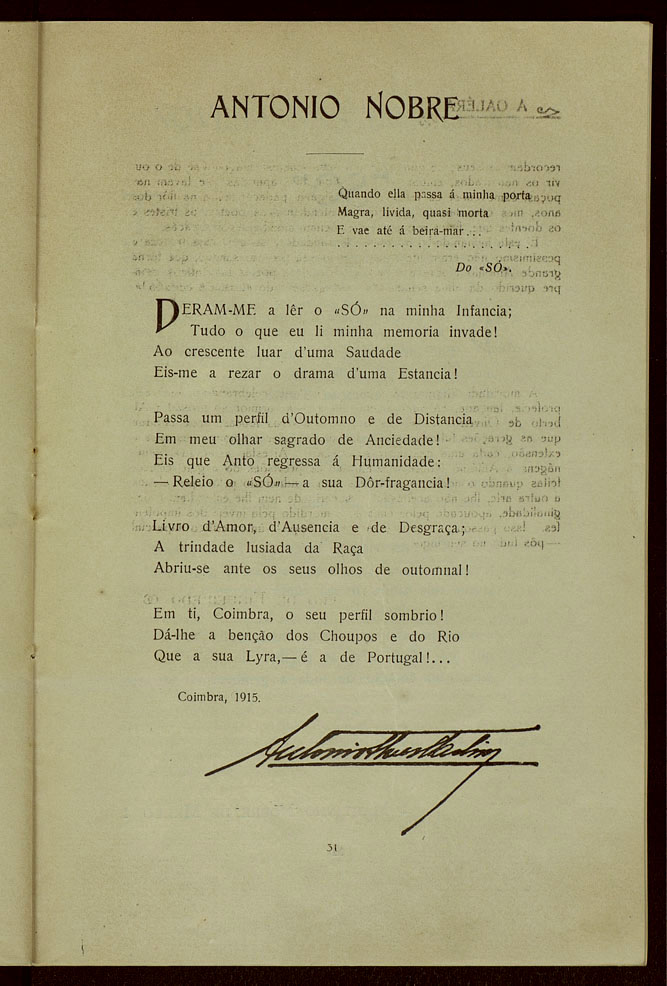 ANTONIO NOBRE
Quando ella passa á minha porta
Magra, livida, quasi morta
E vae até á beira-mar...
Do «SÓ».
DERAM-ME a lêr o «SÓ» na minha Infancia;
Tudo o que eu li minha memoria invade!
Ao crescente luar d'uma Saudade
Eis-me a rezar o drama d'uma Estancia!
Passa um perfil d'Outomno e de Distancia
Em meu olhar sagrado de Anciedade!
Eis que Anto regressa á Humanidade:
— Releio o «SÓ» — a sua Dôr-fragancia!
Livro d'Amor, d'Ausencia e de Desgraça;
A trindade lusiada da Raça
Abriu-se ante os seus olhos de outomnal!
Em ti, Coimbra, o seu perfil sombrio!
Dá-lhe a benção dos Choupos e do Rio
Que a sua Lyra,— é a de Portugal!...
Coimbra, 1915.
Antonio
31